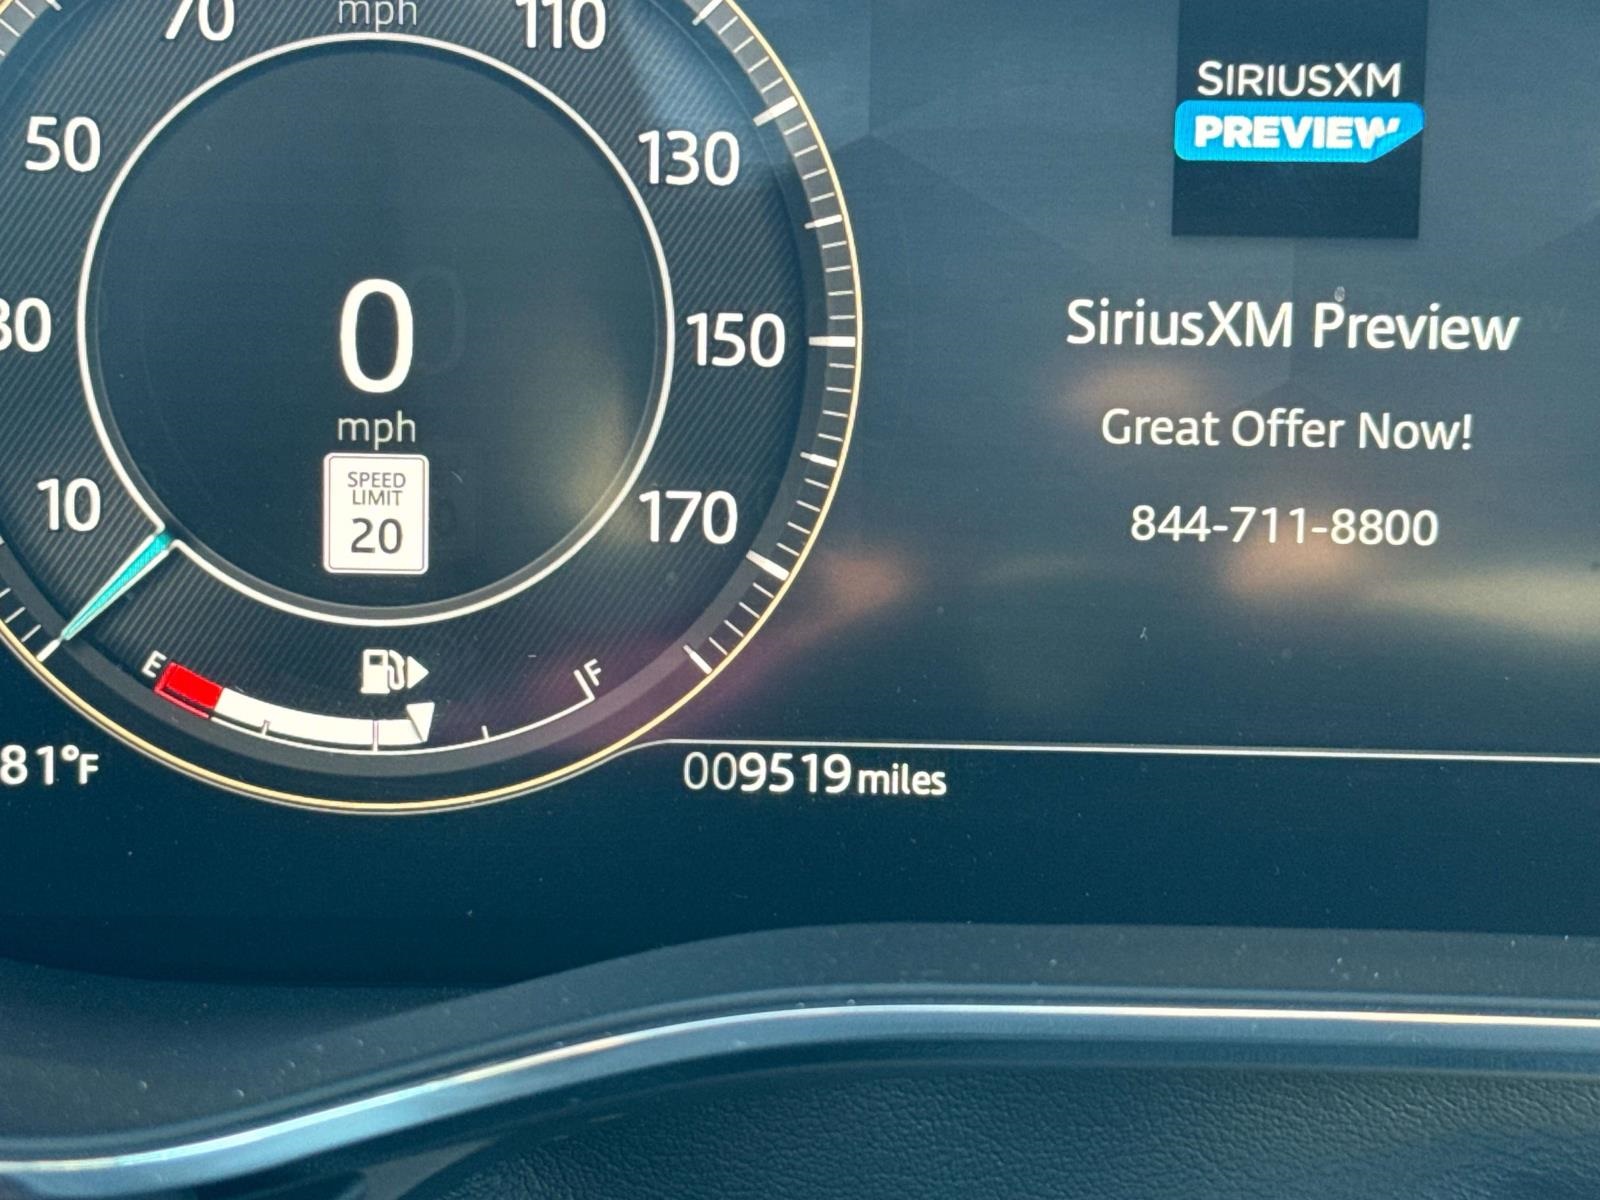 70
mph
110
50
130
0
150
mph
SPEED
LIMIT
20
10
170
E
F
81°F
009519 miles
SIRIUSXM
PREVIEW
SiriusXM Preview
Great Offer Now!
844-711-8800